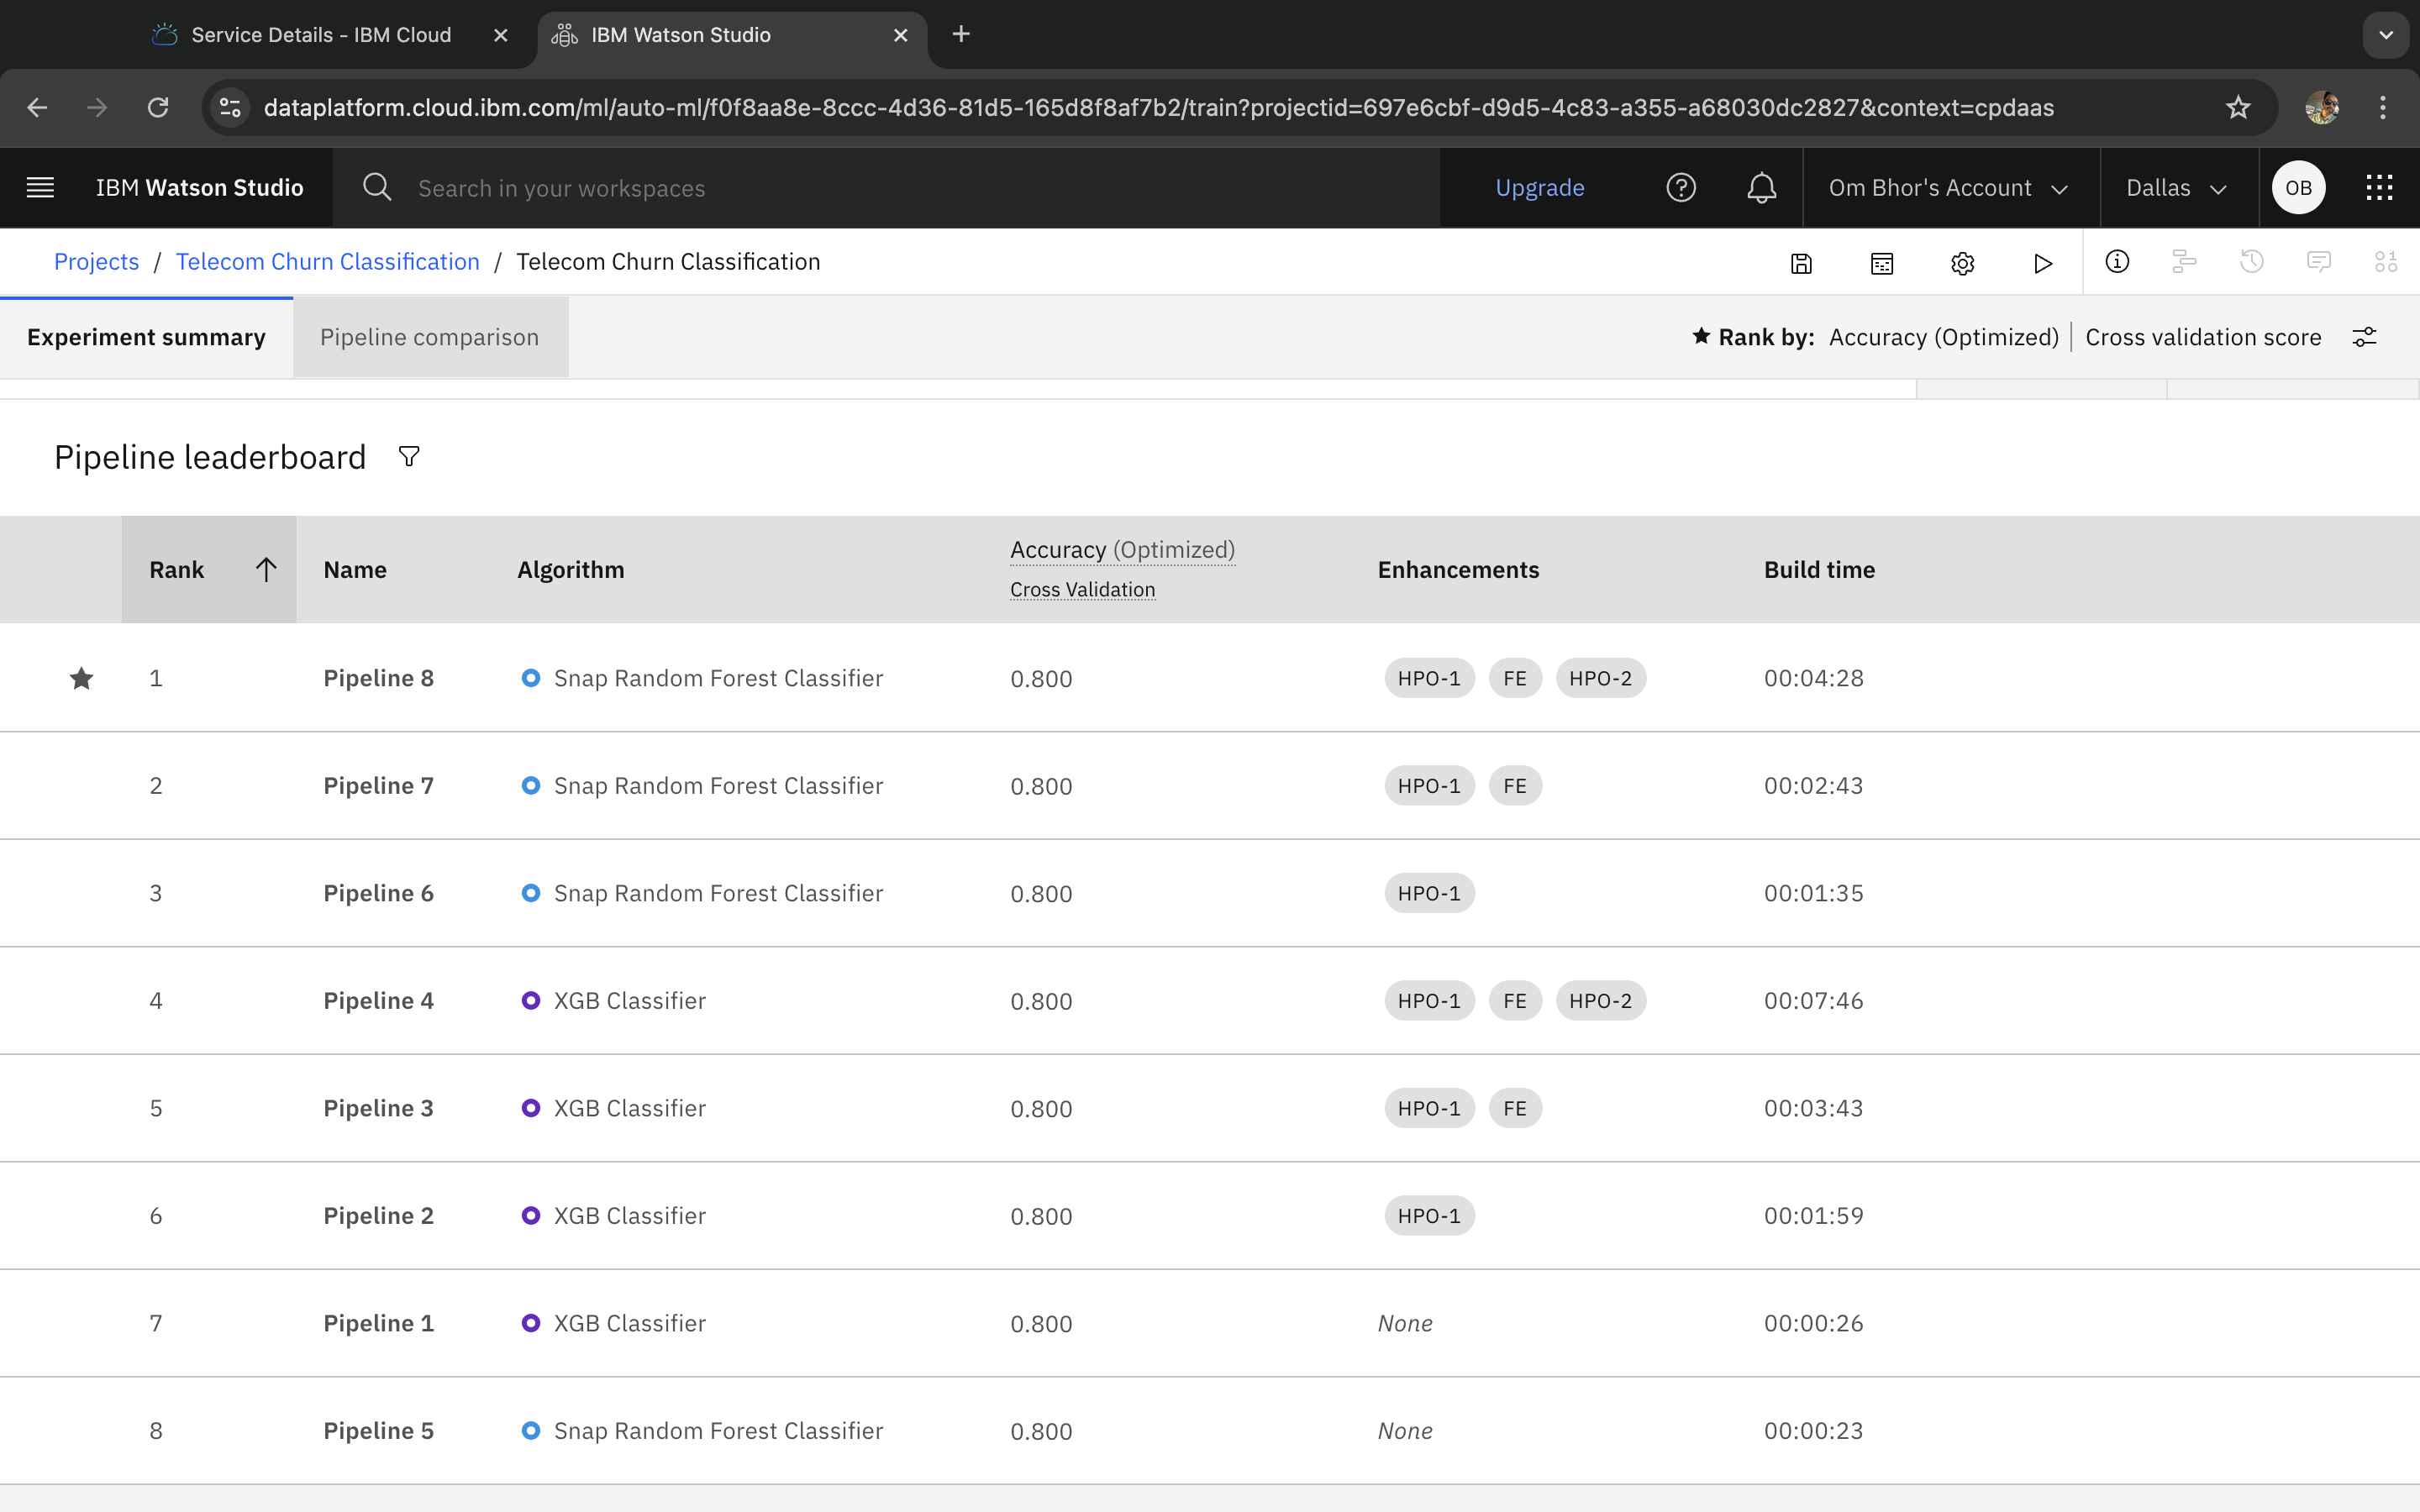 Service Details - IBM Cloud
IBM Watson Studio
dataplatform.cloud.ibm.com/ml/auto-ml/f0f8aa8e-8ccc-4d36-81d5-165d8f8af7b2/train?projectid=697e6cbf-d9d5-4c83-a355-a68030dc2827&context=cpdaas
IBM Watson Studio Search in your workspaces Upgrade Om Bhor's Account Dallas OB
Projects / Telecom Churn Classification / Telecom Churn Classification
Experiment summary Pipeline comparison Rank by: Accuracy (Optimized) | Cross validation score
Pipeline leaderboard
Rank Name Algorithm Accuracy (Optimized) Cross Validation Enhancements Build time
1 Pipeline 8 Snap Random Forest Classifier 0.800 HPO-1 FE HPO-2 00:04:28
2 Pipeline 7 Snap Random Forest Classifier 0.800 HPO-1 FE 00:02:43
3 Pipeline 6 Snap Random Forest Classifier 0.800 HPO-1 00:01:35
4 Pipeline 4 XGB Classifier 0.800 HPO-1 FE HPO-2 00:07:46
5 Pipeline 3 XGB Classifier 0.800 HPO-1 FE 00:03:43
6 Pipeline 2 XGB Classifier 0.800 HPO-1 00:01:59
7 Pipeline 1 XGB Classifier 0.800 None 00:00:26
8 Pipeline 5 Snap Random Forest Classifier 0.800 None 00:00:23